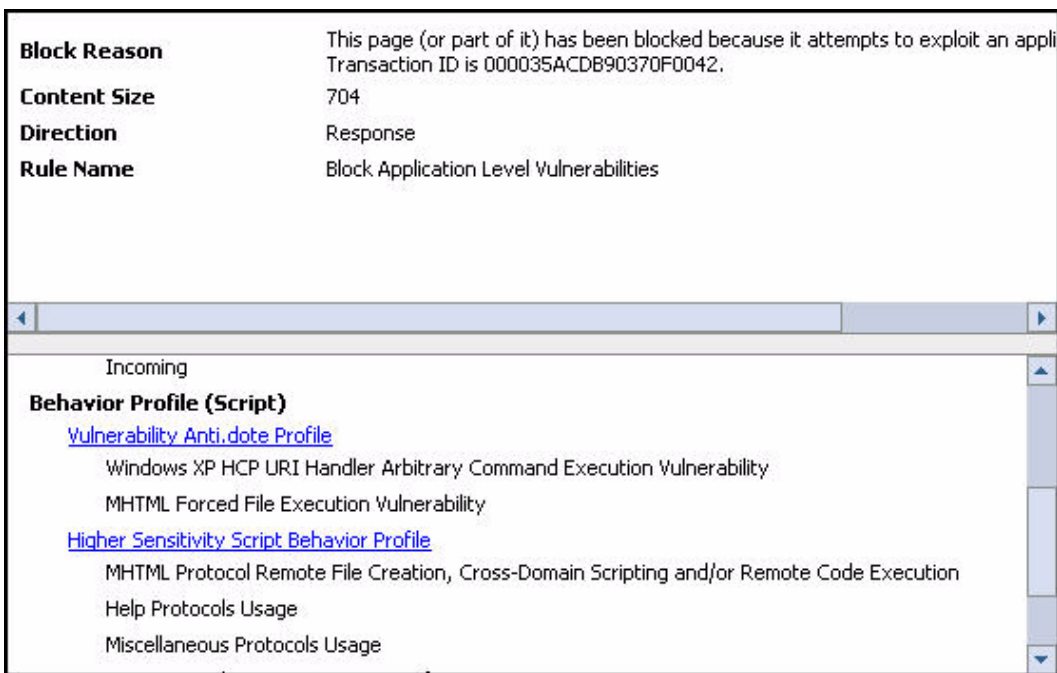 Block Reason This page (or part of it) has been blocked because it attempts to exploit an appli
Transaction ID is 000035ACDB90370F0042.
Content Size 704
Direction Response
Rule Name Block Application Level Vulnerabilities
Incoming
Behavior Profile (Script)
Vulnerability Anti.dote Profile
Windows XP HCP URI Handler Arbitrary Command Execution Vulnerability
MHTML Forced File Execution Vulnerability
Higher Sensitivity Script Behavior Profile
MHTML Protocol Remote File Creation, Cross-Domain Scripting and/or Remote Code Execution
Help Protocols Usage
Miscellaneous Protocols Usage